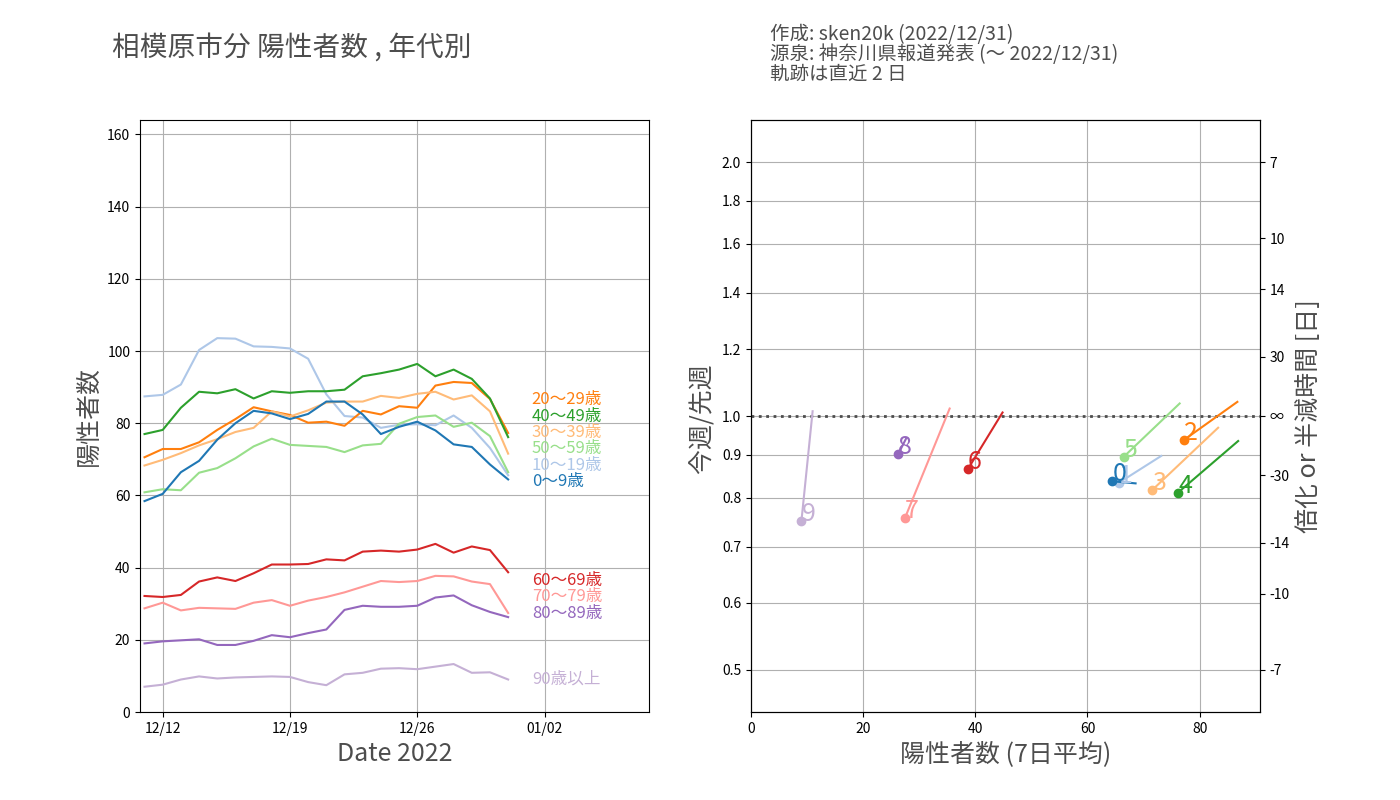 相模原市分 陽性者数 , 年代別
作成: sken20k (2022/12/31)
源泉: 神奈川県報道発表 (～ 2022/12/31)
軌跡は直近 2 日
陽性者数
160
140
120
100
80
60
40
20
0
12/12
12/19
12/26
01/02
Date 2022
20～29歳
40～49歳
30～39歳
50～59歳
10～19歳
0～9歳
60～69歳
70～79歳
80～89歳
90歳以上
今週/先週
2.0
1.8
1.6
1.4
1.2
1.0
0.9
0.8
0.7
0.6
0.5
0
20
40
60
80
陽性者数 (7日平均)
7
10
14
30
∞
-30
-14
-10
-7
倍化 or 半減時間 [日]
9
8
7
6
5
0
1
2
3
4